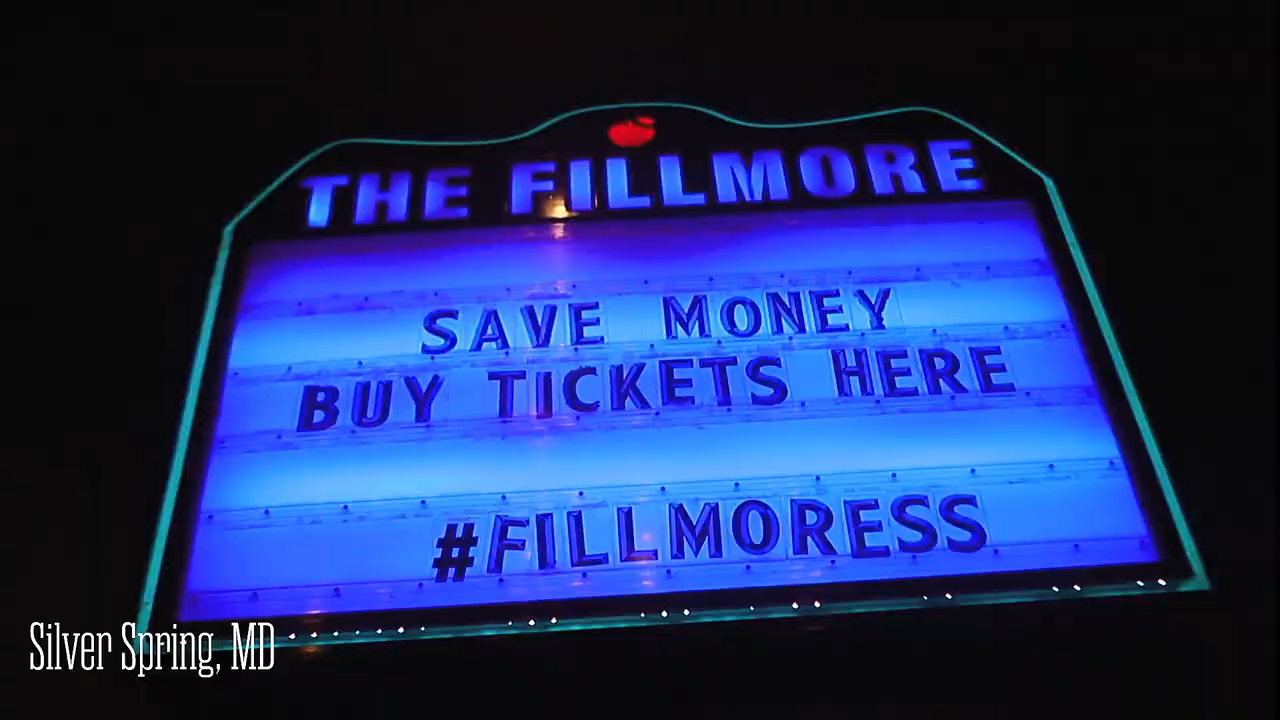 THE FILLMORE
SAVE MONEY
BUY TICKETS HERE
#FILLMORESS
Silver Spring, MD